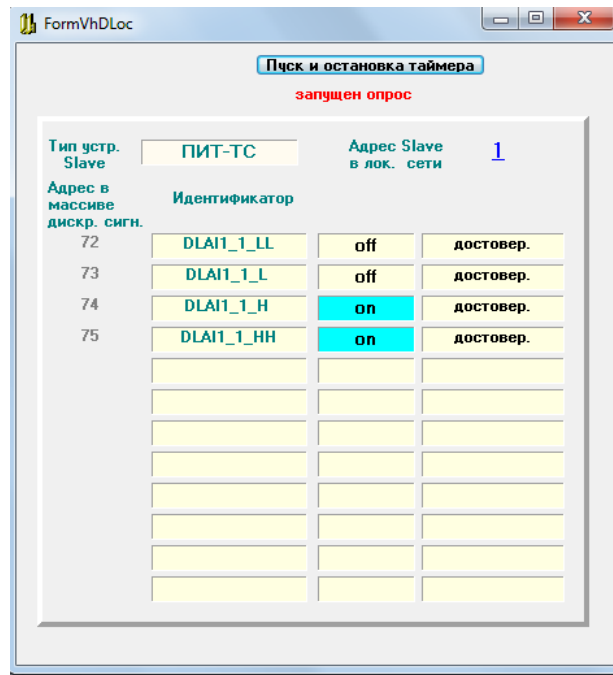 FormVhDLoc
Пуск и остановка таймера
запущен опрос
Тип устр. Slave ПИТ-ТС Адрес Slave в лок. сети 1
Адрес в массиве дискр. сигн. Идентификатор
72 DLAI1_1_LL off достовер.
73 DLAI1_1_L off достовер.
74 DLAI1_1_H on достовер.
75 DLAI1_1_HH on достовер.